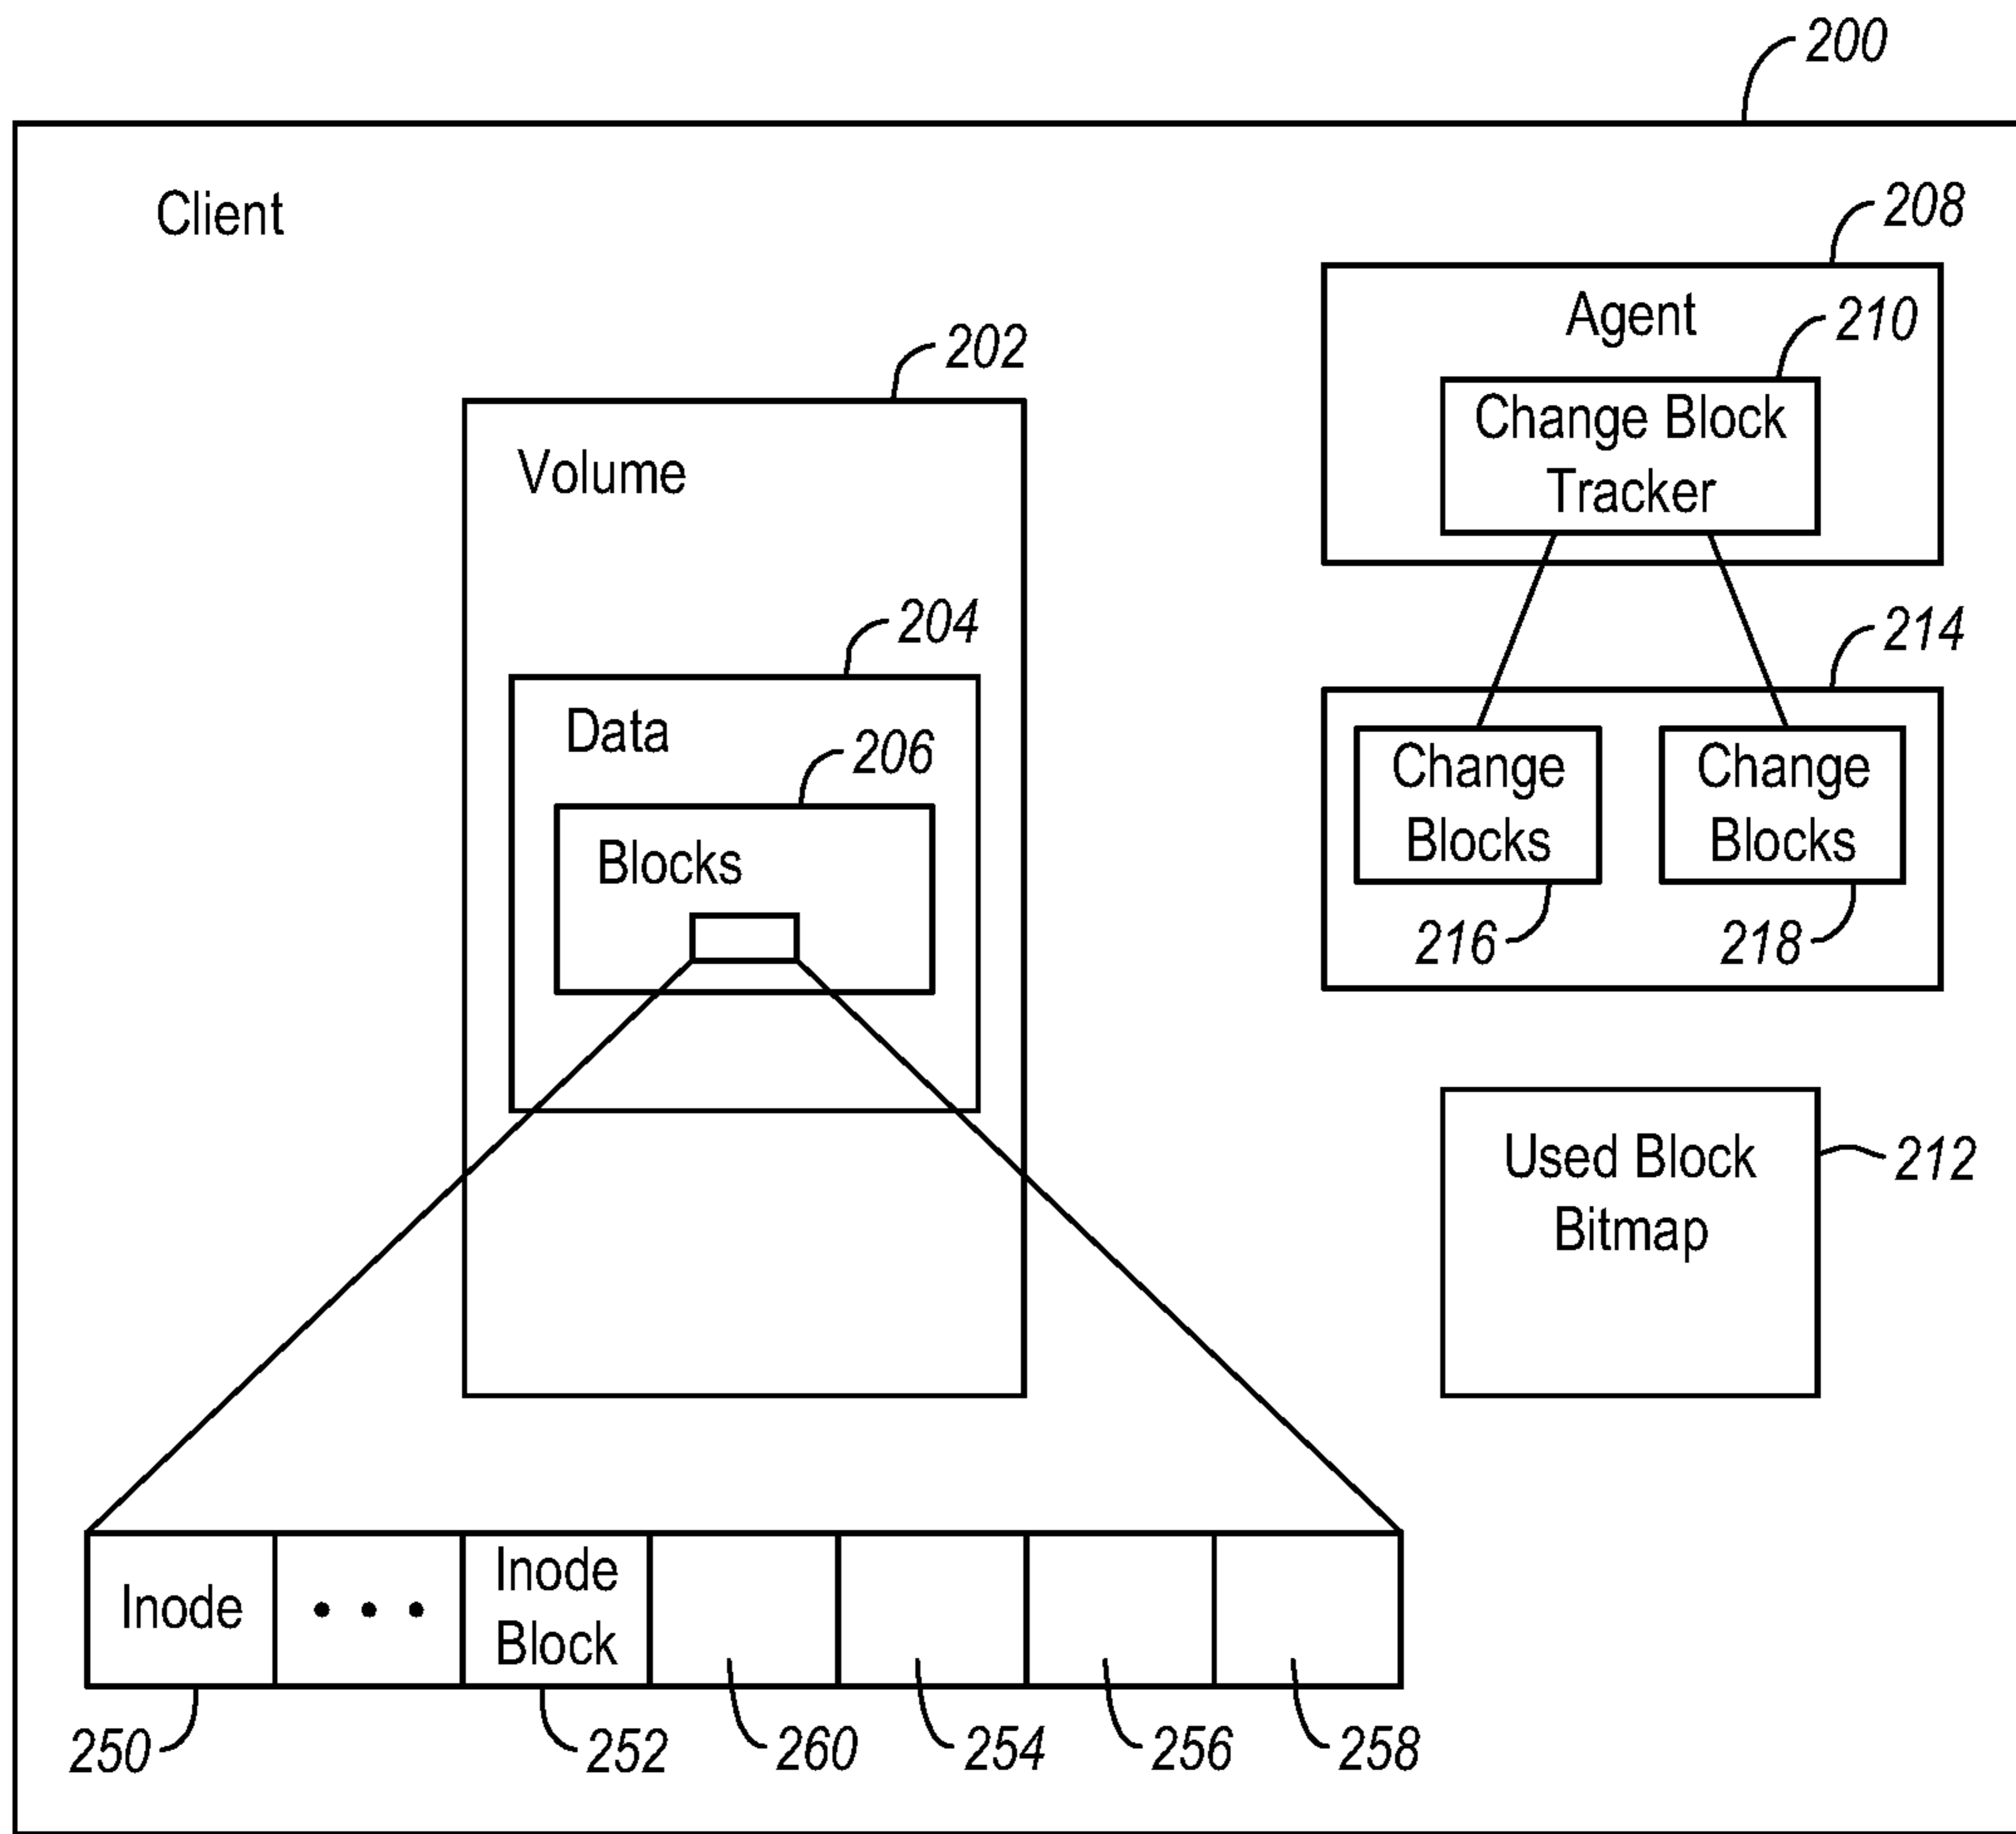 200
Client
208
Agent
210
Change Block
Tracker
202
Volume
204
Data
206
Blocks
214
Change
Blocks
Change
Blocks
216
218
Used Block
Bitmap
212
Inode
• • •
Inode
Block
250
252
260
254
256
258